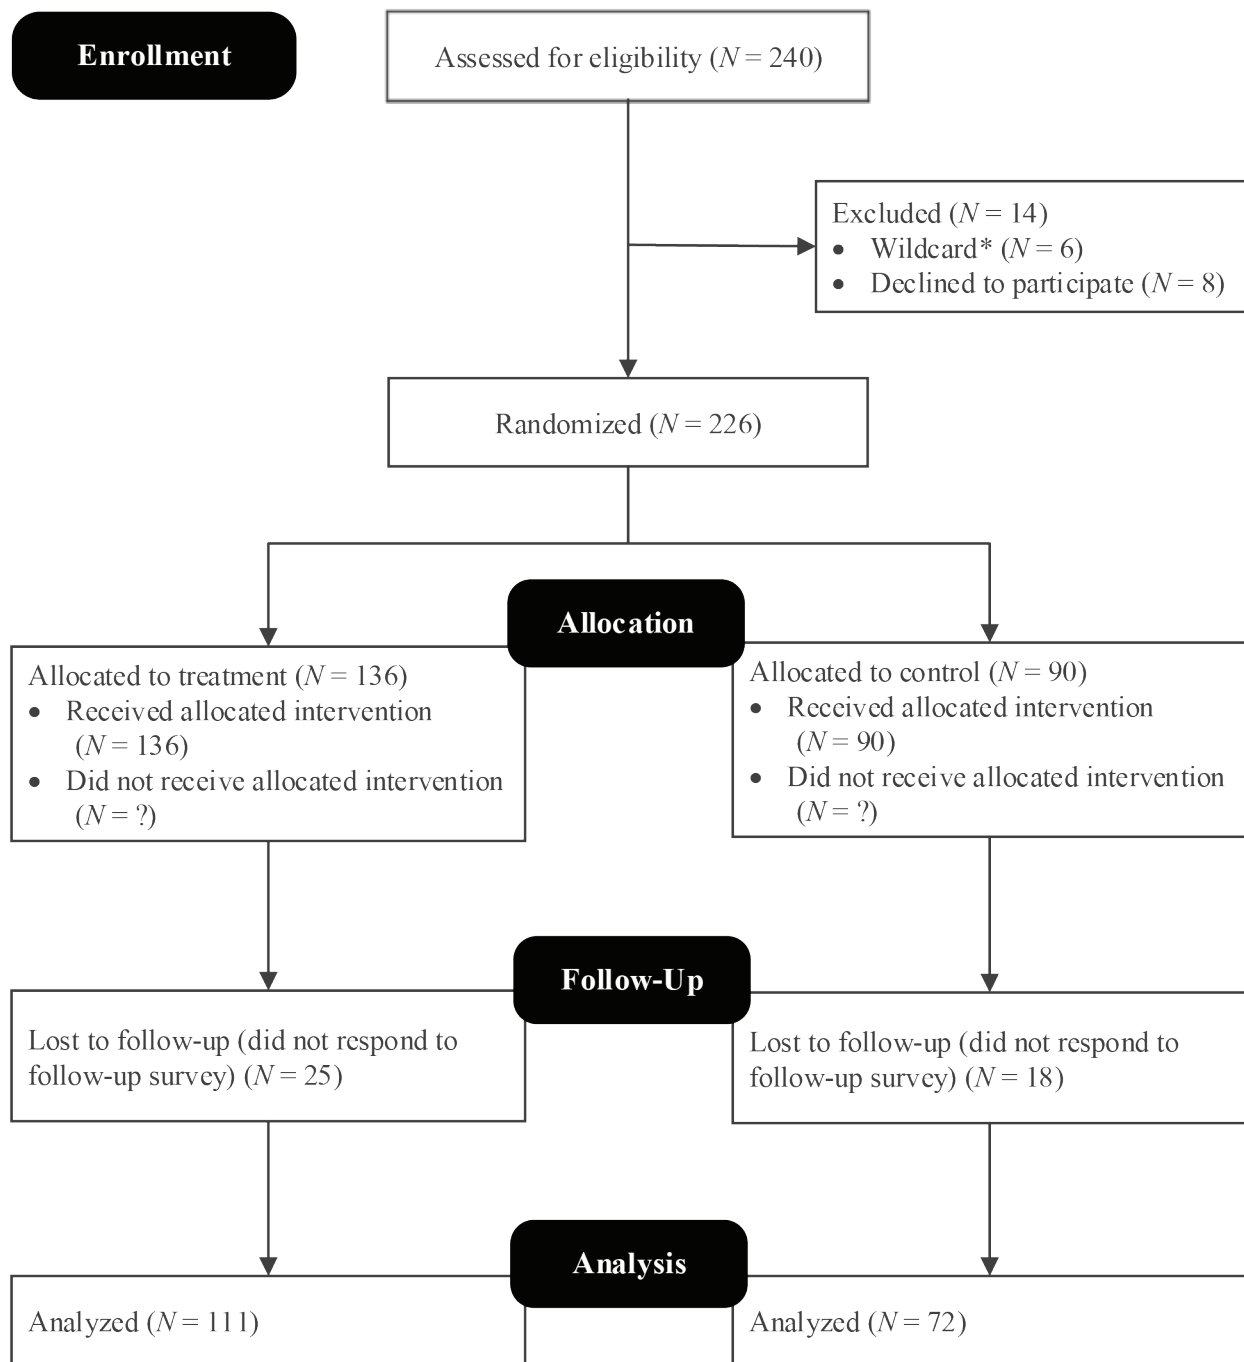 Enrollment
Assessed for eligibility (N = 240)
Excluded (N = 14)
• Wildcard* (N = 6)
• Declined to participate (N = 8)
Randomized (N = 226)
Allocation
Allocated to treatment (N = 136)
• Received allocated intervention
(N = 136)
• Did not receive allocated intervention
(N = ?)
Allocated to control (N = 90)
• Received allocated intervention
(N = 90)
• Did not receive allocated intervention
(N = ?)
Follow-Up
Lost to follow-up (did not respond to
follow-up survey) (N = 25)
Lost to follow-up (did not respond to
follow-up survey) (N = 18)
Analysis
Analyzed (N = 111)
Analyzed (N = 72)